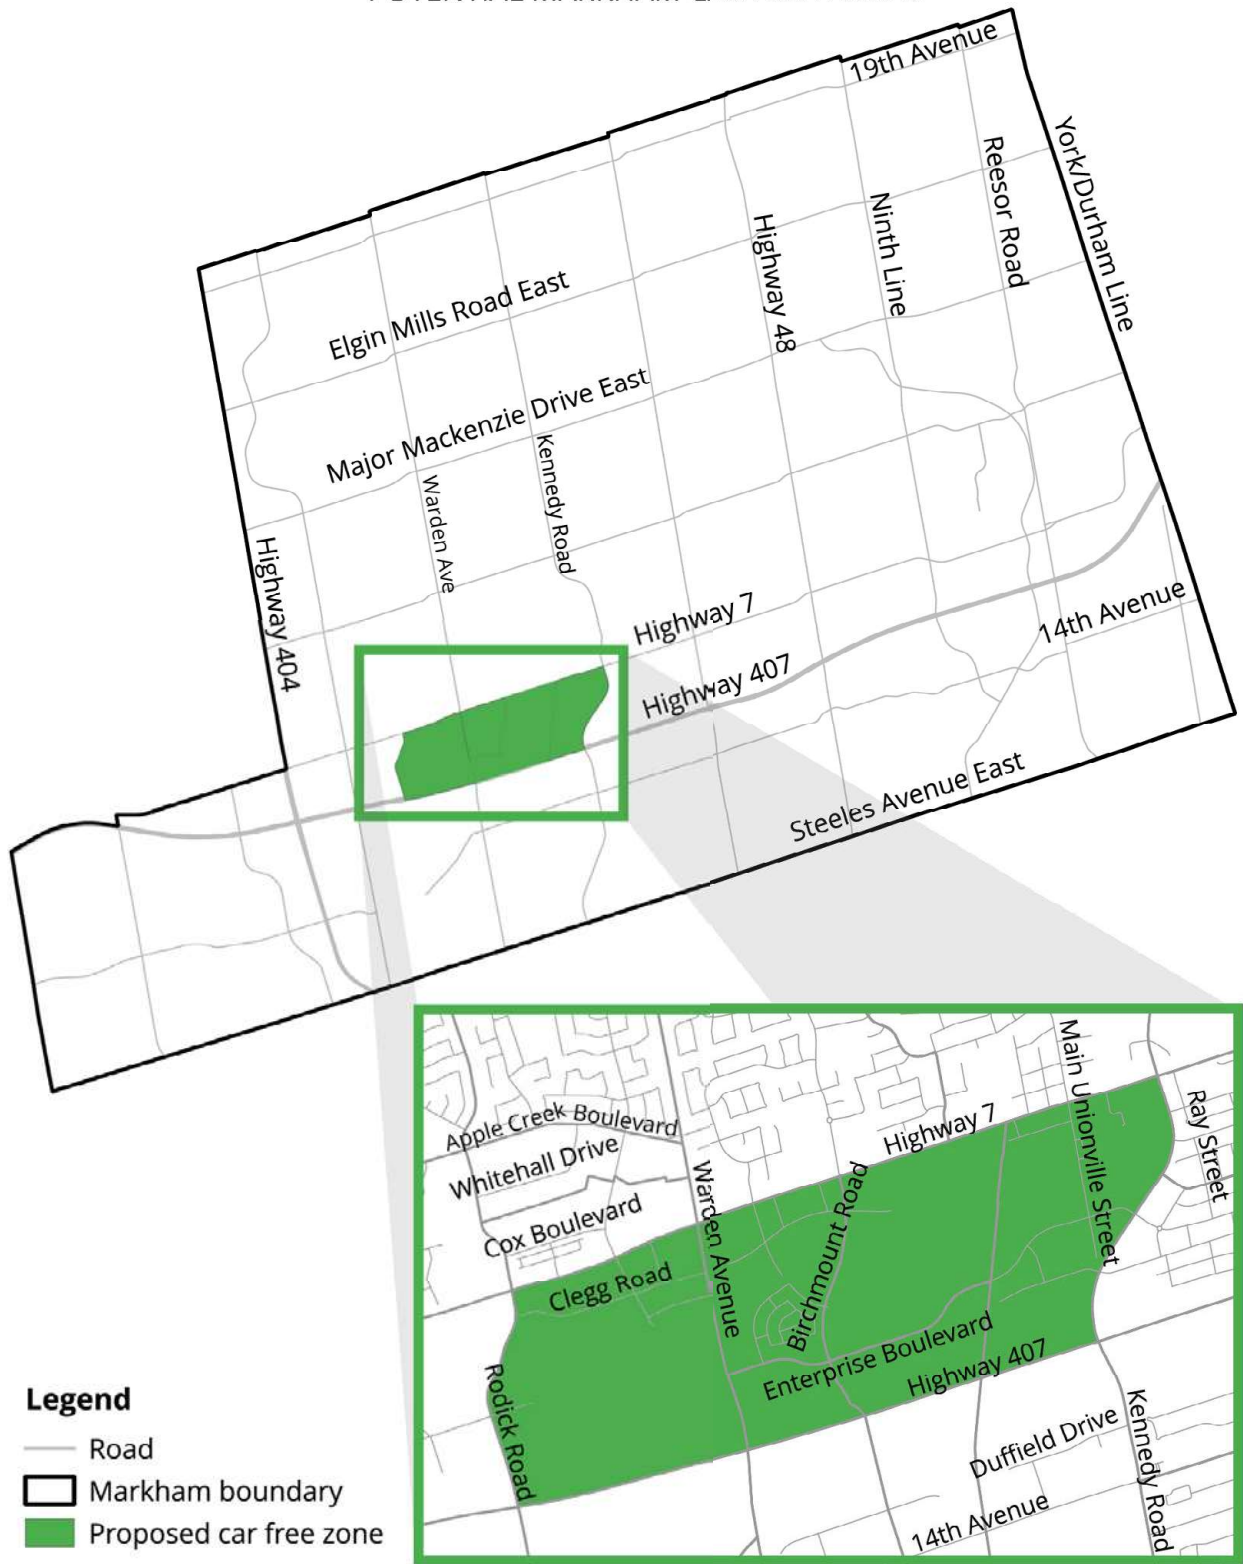 19th Avenue
York/Durham Line
Reesor Road
Ninth Line
Highway 48
Elgin Mills Road East
Major Mackenzie Drive East
Kennedy Road
Warden Ave
Highway 404
Highway 7
14th Avenue
Highway 407
Steeles Avenue East
Main Unionville Street
Ray Street
Apple Creek Boulevard
Highway 7
Whitehall Drive
Warden Avenue
Birchmount Road
Cox Boulevard
Clegg Road
Enterprise Boulevard
Highway 407
Rodick Road
Duffield Drive
Kennedy Road
14th Avenue
Legend
Road
Markham boundary
Proposed car free zone